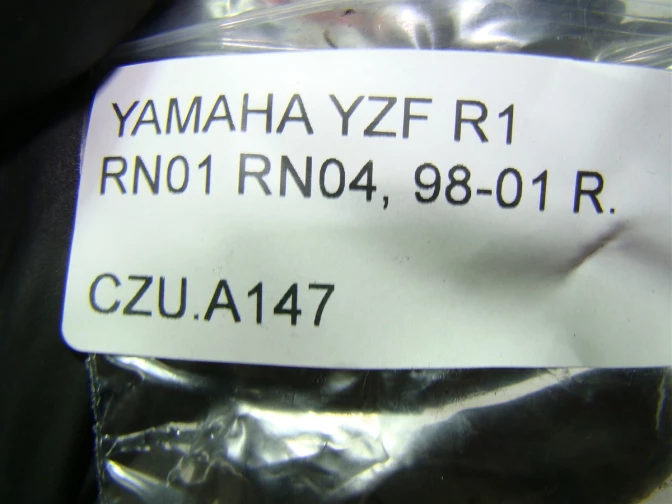 YAMAHA YZF R1
RN01 RN04, 98-01 R.
CZU.A147